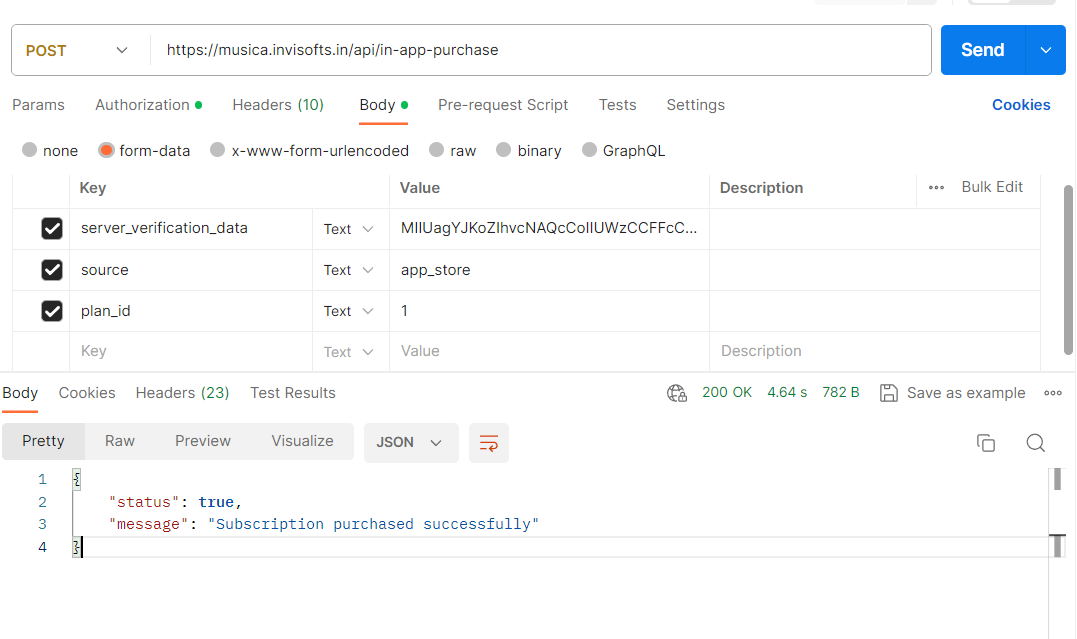 POST https://musica.invisofts.in/api/in-app-purchase Send
Params Authorization Headers (10) Body Pre-request Script Tests Settings Cookies
none form-data x-www-form-urlencoded raw binary GraphQL
Key Value Description Bulk Edit
server_verification_data Text MIIUagYJKoZIhvcNAQcCoIIUWzCCFFcC...
source Text app_store
plan_id Text 1
Key Text Value Description
Body Cookies Headers (23) Test Results 200 OK 4.64 s 782 B Save as example
Pretty Raw Preview Visualize JSON
1 {
2 "status": true,
3 "message": "Subscription purchased successfully"
4 }